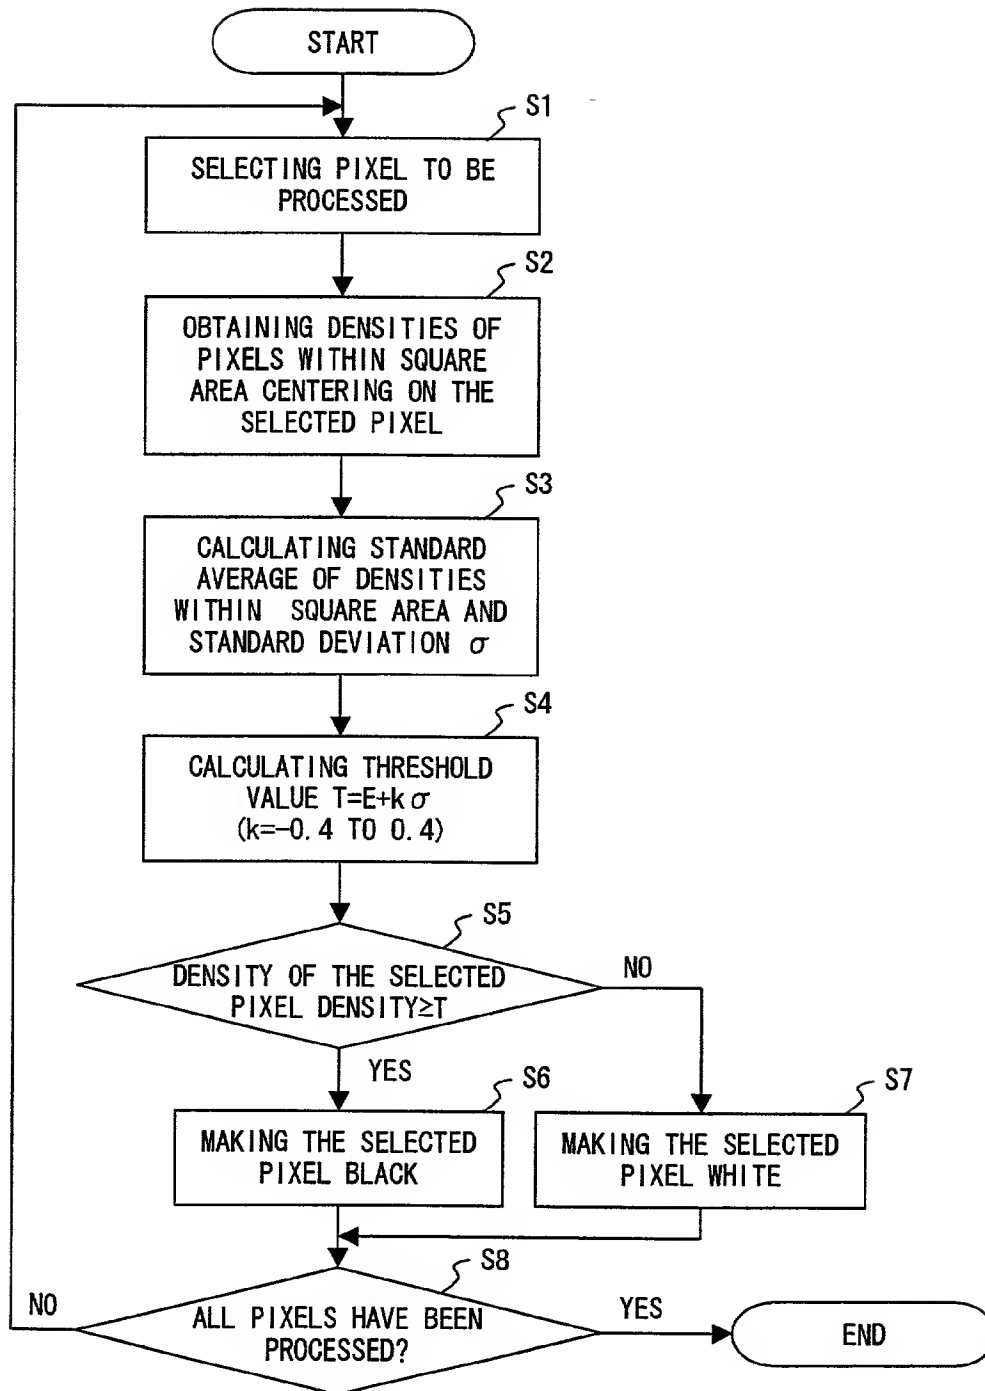 START
S1
SELECTING PIXEL TO BE
PROCESSED
S2
OBTAINING DENSITIES OF
PIXELS WITHIN SQUARE
AREA CENTERING ON THE
SELECTED PIXEL
S3
CALCULATING STANDARD
AVERAGE OF DENSITIES
WITHIN SQUARE AREA AND
STANDARD DEVIATION σ
S4
CALCULATING THRESHOLD
VALUE T=E+kσ
(k=-0.4 TO 0.4)
S5
DENSITY OF THE SELECTED
PIXEL DENSITY≥T
NO
YES
S6
MAKING THE SELECTED
PIXEL BLACK
S7
MAKING THE SELECTED
PIXEL WHITE
S8
ALL PIXELS HAVE BEEN
PROCESSED?
NO
YES
END